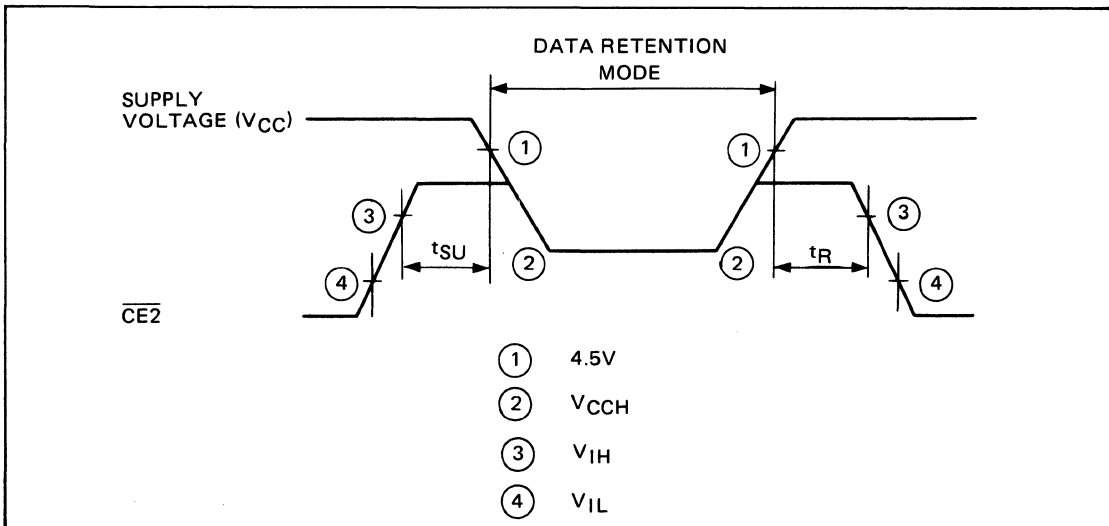 DATA RETENTION
MODE
SUPPLY
VOLTAGE (VCC)
1
1
3
3
tSU
2
2
tR
4
4
CE2
1 4.5V
2 VCCH
3 VIH
4 VIL